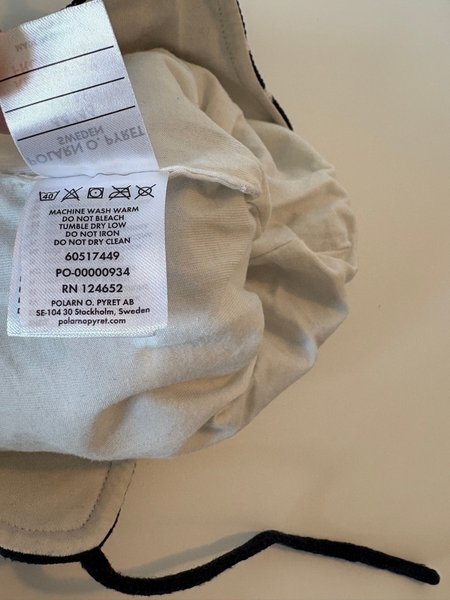 SWEDEN
POLARN O. PYRET
40
MACHINE WASH WARM
DO NOT BLEACH
TUMBLE DRY LOW
DO NOT IRON
DO NOT DRY CLEAN
60517449
PO-00000934
RN 124652
POLARN O. PYRET AB
SE-104 30 Stockholm, Sweden
polarnopyret.com